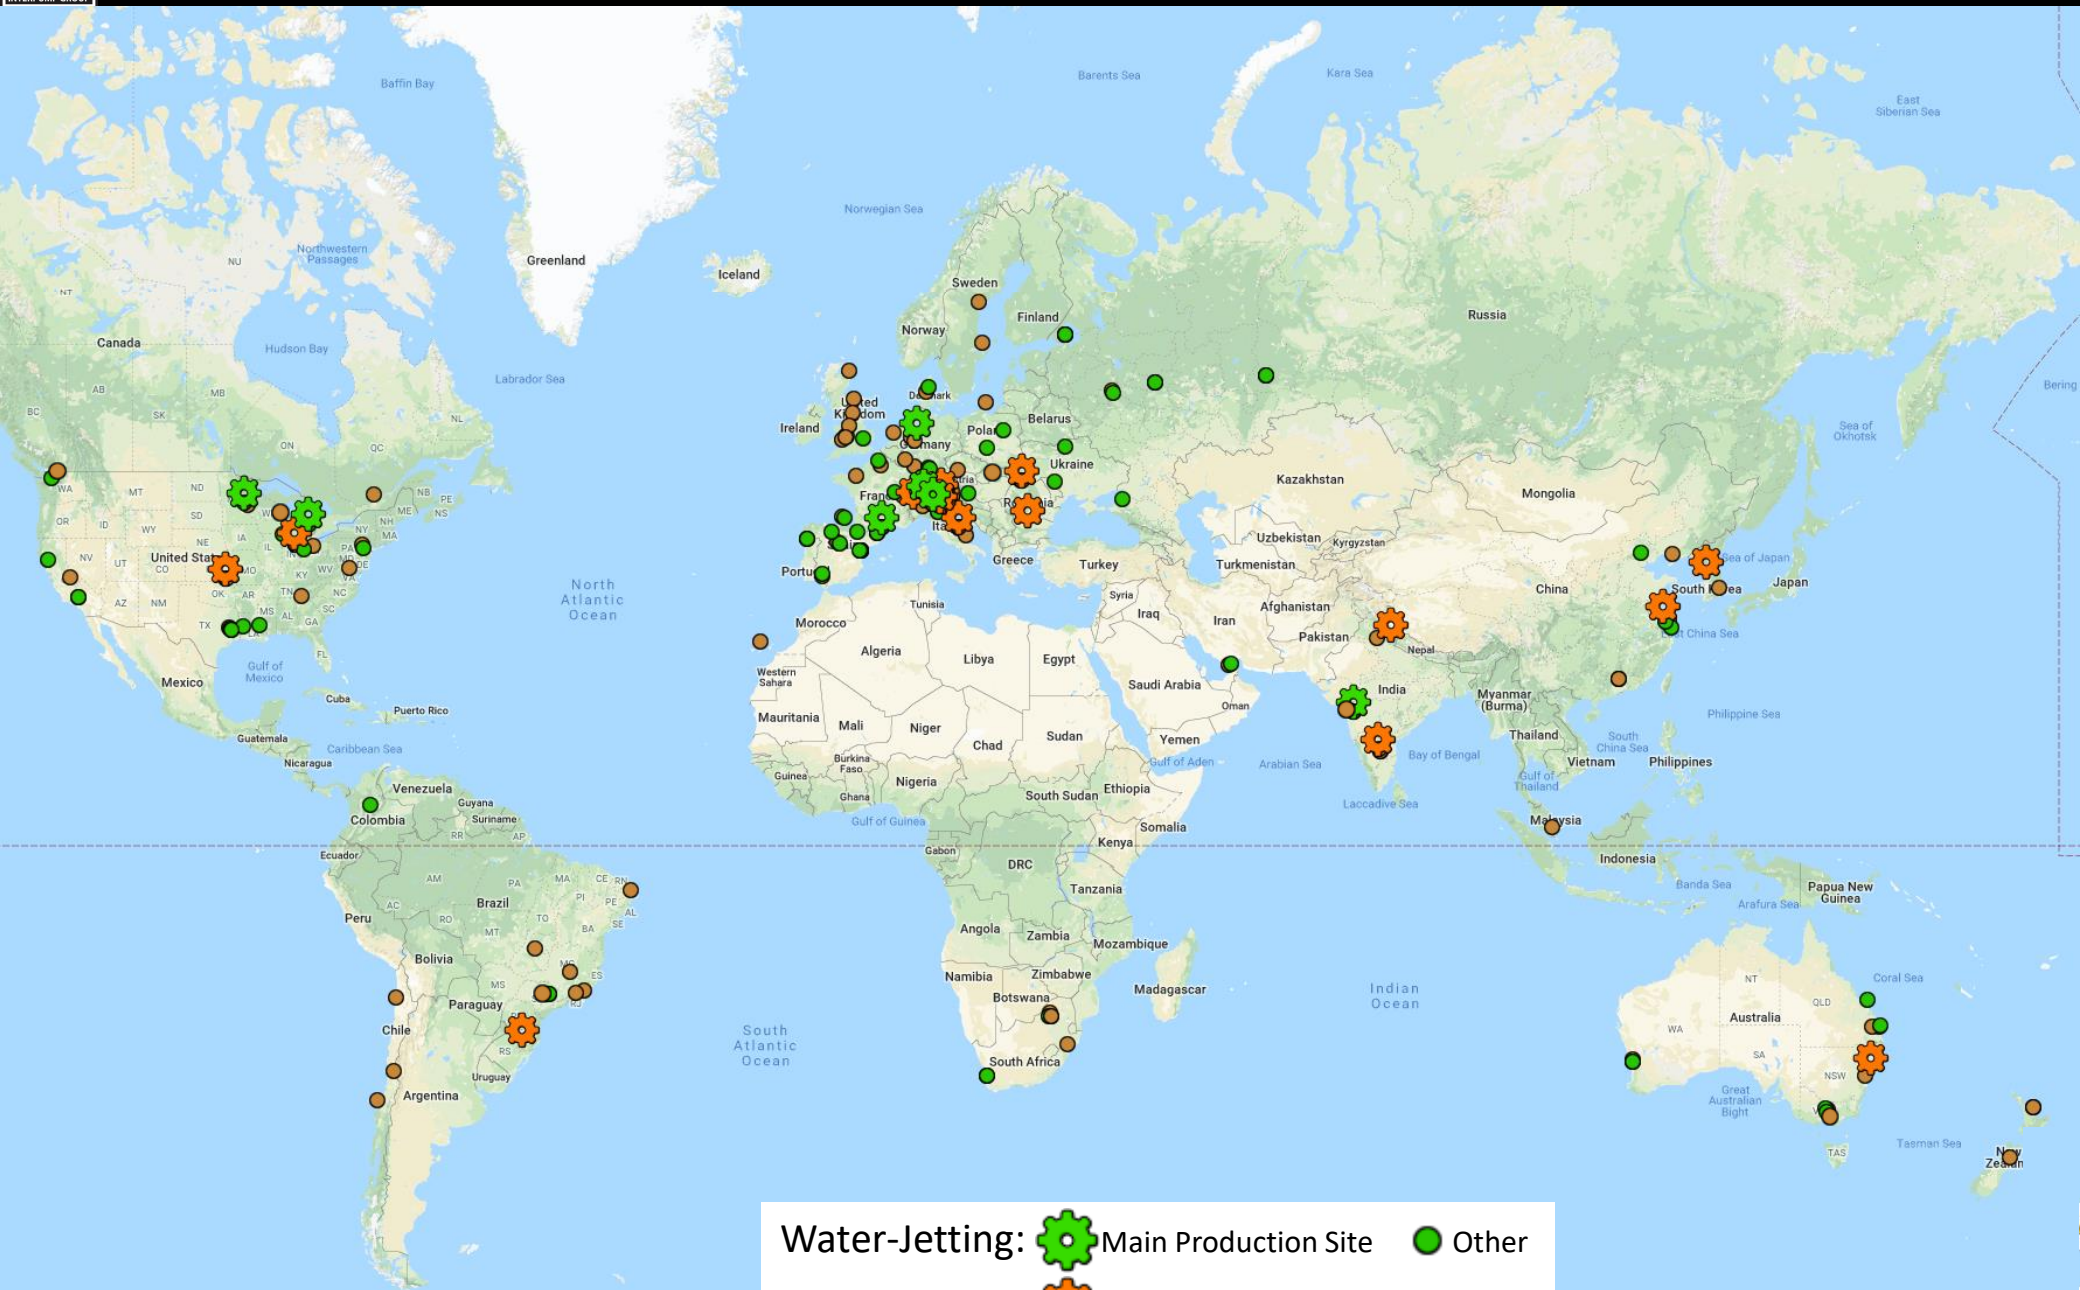 INTERPUMP GROUP
Baffin Bay
Barents Sea
Kara Sea
East
Siberian Sea
Norwegian Sea
Northwestern
Passages
NU
Greenland
Iceland
NT
Sweden
Finland
Norway
Russia
Canada
Hudson Bay
Labrador Sea
Bering
AB
MB
SK
BC
NL
ON
QC
United
Kingdom
Ireland
Belarus
Sea of
Okhotsk
Ukraine
Kazakhstan
Mongolia
WA
MT
ND
NB
PE
ME
NS
SD
OR
ID
WY
NH
NY
MA
NE
IA
IL
PA
MD
DE
NV
UT
CO
United Stat
MO
KY
WV
VA
Greece
Portu
Turkey
Uzbekistan
Kyrgyzstan
Turkmenistan
China
Sea of Japan
Japan
AZ
NM
OK
AR
TN
NC
SC
MS
AL
GA
TX
LA
FL
North
Atlantic
Ocean
Morocco
Tunisia
Syria
Iraq
Iran
Afghanistan
Pakistan
Nepal
East China Sea
Gulf of
Mexico
Mexico
Cuba
Puerto Rico
Western
Sahara
Algeria
Libya
Egypt
Saudi Arabia
Oman
India
Myanmar
(Burma)
Philippine Sea
Guatemala
Caribbean Sea
Nicaragua
Mauritania
Mali
Niger
Chad
Sudan
Yemen
Gulf of Aden
Arabian Sea
Bay of Bengal
Thailand
South
China Sea
Vietnam
Philippines
Gulf of
Thailand
Venezuela
Guyana
Suriname
Colombia
Guinea
Burkina
Faso
Ghana
Nigeria
South Sudan
Ethiopia
Laccadive Sea
Gulf of Guinea
Somalia
Malaysia
RR
AP
Ecuador
Gabon
DRC
Kenya
Indonesia
Tanzania
Banda Sea
Arafura Sea
Papua New
Guinea
AM
PA
MA
CE
RN
Peru
AC
RO
Brazil
TO
PI
PE
AL
SE
BA
MT
Angola
Zambia
Mozambique
Bolivia
MG
ES
MS
RJ
Namibia
Zimbabwe
Botswana
Madagascar
Indian
Ocean
NT
QLD
Coral Sea
Australia
WA
SA
NSW
Paraguay
Chile
RS
Uruguay
Argentina
South
Atlantic
Ocean
South Africa
Great
Australian
Bight
TAS
Tasman Sea
Water-Jetting: Main Production Site Other